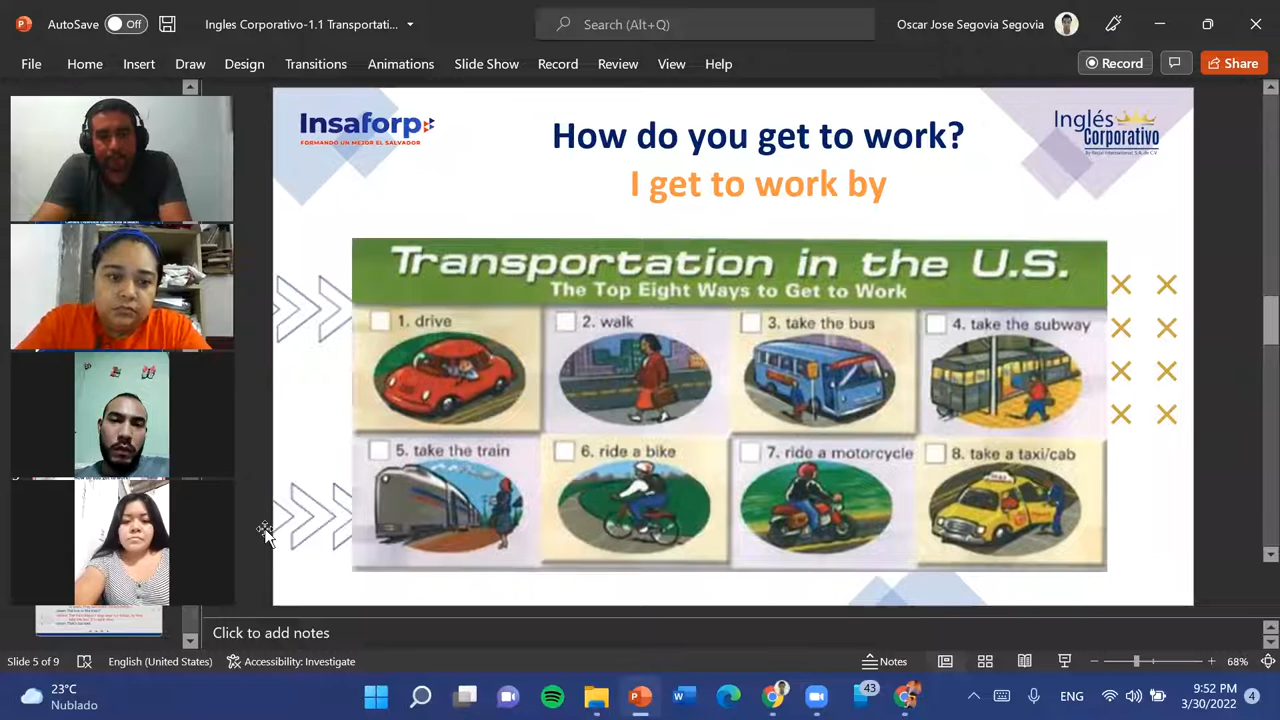 AutoSave Off Ingles Corporativo-1.1 Transportati... Search (Alt+Q) Oscar Jose Segovia Segovia
File Home Insert Draw Design Transitions Animations Slide Show Record Review View Help Record Share
Insaforp
FORMANDO UN MEJOR EL SALVADOR
Inglés
Corporativo
How do you get to work?
I get to work by
Transportation in the U.S.
The Top Eight Ways to Get to Work
1. drive 2. walk 3. take the bus 4. take the subway
5. take the train 6. ride a bike 7. ride a motorcycle 8. take a taxi/cab
TAXI
Click to add notes
Slide 5 of 9 English (United States) Accessibility: Investigate Notes 68%
23°C
Nublado
43
ENG
9:52 PM
3/30/2022
4